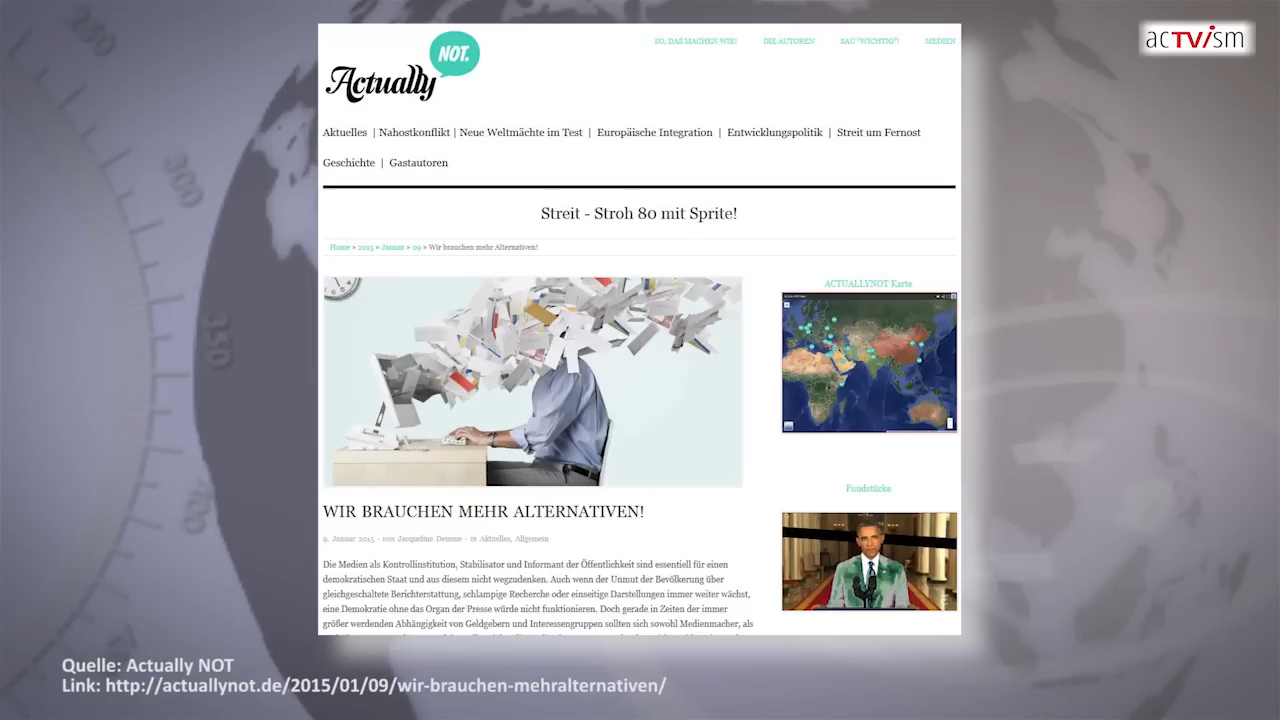 acTVism
NOT.
Actually
SO, DAS MACHEN WIR! DIE AUTOREN SAU "WICHTIG"! MEDIEN
Aktuelles | Nahostkonflikt | Neue Weltmächte im Test | Europäische Integration | Entwicklungspolitik | Streit um Fernost
Geschichte | Gastautoren
Streit - Stroh 80 mit Sprite!
Home » 2015 » Januar » 09 » Wir brauchen mehr Alternativen!
ACTUALLYNOT Karte
Fundstücke
WIR BRAUCHEN MEHR ALTERNATIVEN!
9. Januar 2015 · von Jacqueline Demme · in Aktuelles, Allgemein
Die Medien als Kontrollinstitution, Stabilisator und Informant der Öffentlichkeit sind essentiell für einen
demokratischen Staat und aus diesem nicht wegzudenken. Auch wenn der Unmut der Bevölkerung über
gleichgeschaltete Berichterstattung, schlampige Recherche oder einseitige Darstellungen immer weiter wächst,
eine Demokratie ohne das Organ der Presse würde nicht funktionieren. Doch gerade in Zeiten der immer
größer werdenden Abhängigkeit von Geldgebern und Interessengruppen sollten sich sowohl Medienmacher, als
300
350
Quelle: Actually NOT
Link: http://actuallynot.de/2015/01/09/wir-brauchen-mehralternativen/